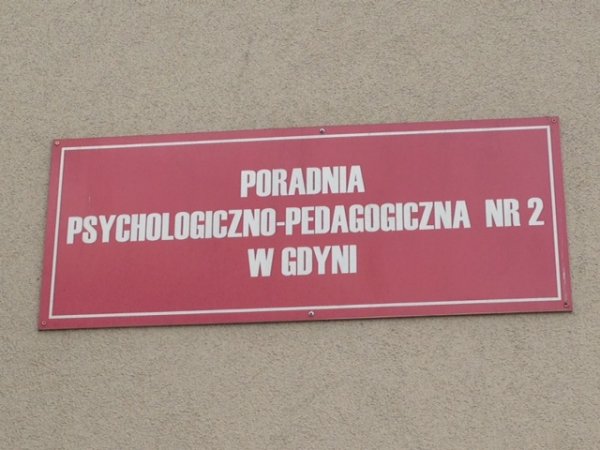 PORADNIA
PSYCHOLOGICZNO-PEDAGOGICZNA NR 2
W GDYNI